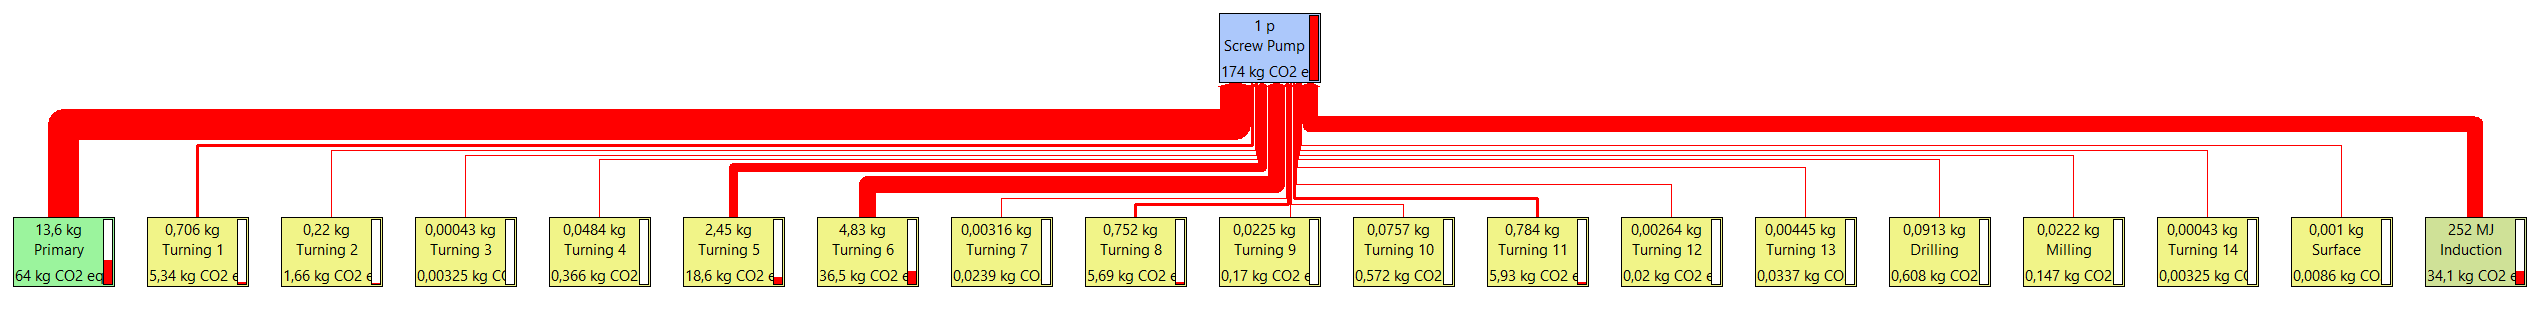 1 p
Screw Pump
174 kg CO2 e
13,6 kg
Primary
64 kg CO2 eq
0,706 kg
Turning 1
5,34 kg CO2 e
0,22 kg
Turning 2
1,66 kg CO2 e
0,00043 kg
Turning 3
0,00325 kg C
0,0484 kg
Turning 4
0,366 kg CO2
2,45 kg
Turning 5
18,6 kg CO2 e
4,83 kg
Turning 6
36,5 kg CO2 e
0,00316 kg
Turning 7
0,0239 kg CO
0,752 kg
Turning 8
5,69 kg CO2 e
0,0225 kg
Turning 9
0,17 kg CO2 e
0,0757 kg
Turning 10
0,572 kg CO2
0,784 kg
Turning 11
5,93 kg CO2 e
0,00264 kg
Turning 12
0,02 kg CO2 e
0,00445 kg
Turning 13
0,0337 kg CO
0,0913 kg
Drilling
0,608 kg CO2
0,0222 kg
Milling
0,147 kg CO2
0,00043 kg
Turning 14
0,00325 kg C
0,001 kg
Surface
0,0086 kg CO
252 MJ
Induction
34,1 kg CO2 e